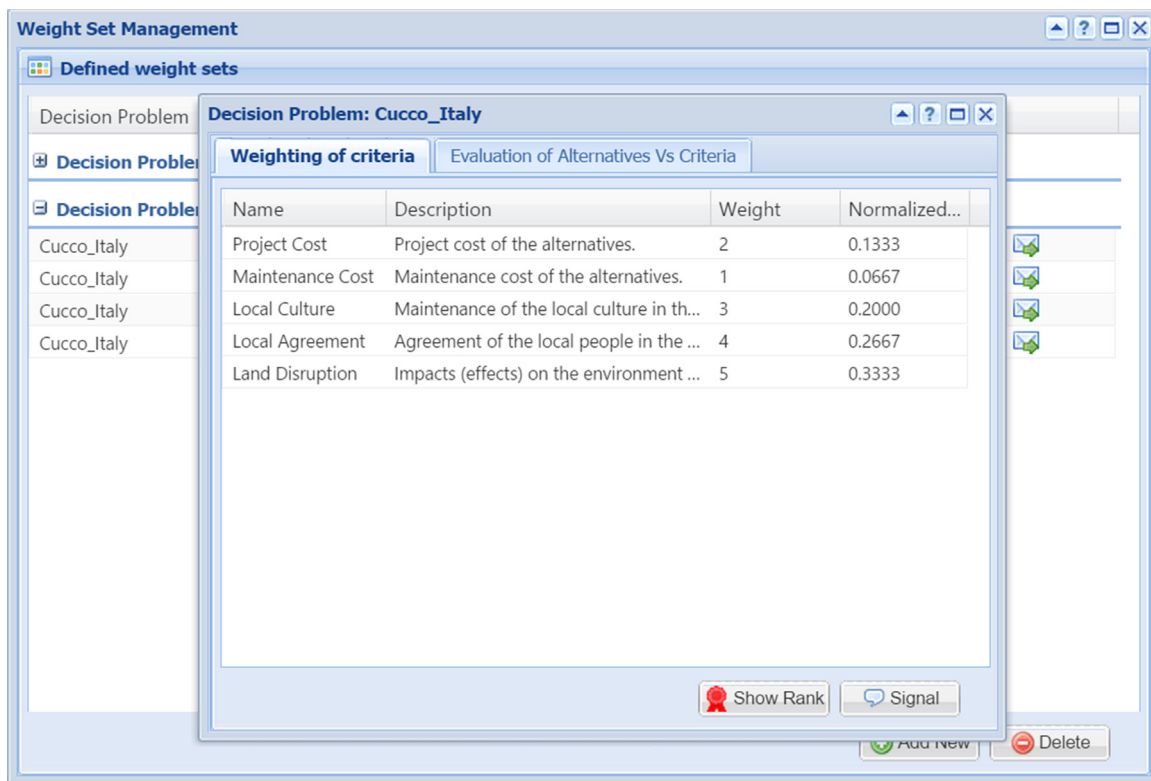 Weight Set Management
Defined weight sets
Decision Problem
Decision Problem: Cucco_Italy
Weighting of criteria Evaluation of Alternatives Vs Criteria
Decision
Decision
Name Description Weight Normalized...
Project Cost Project cost of the alternatives. 2 0.1333
Maintenance Cost Maintenance cost of the alternatives. 1 0.0667
Local Culture Maintenance of the local culture in th... 3 0.2000
Local Agreement Agreement of the local people in the ... 4 0.2667
Land Disruption Impacts (effects) on the environment ... 5 0.3333
Cucco_Italy
Cucco_Italy
Cucco_Italy
Cucco_Italy
Show Rank Signal
Add New Delete